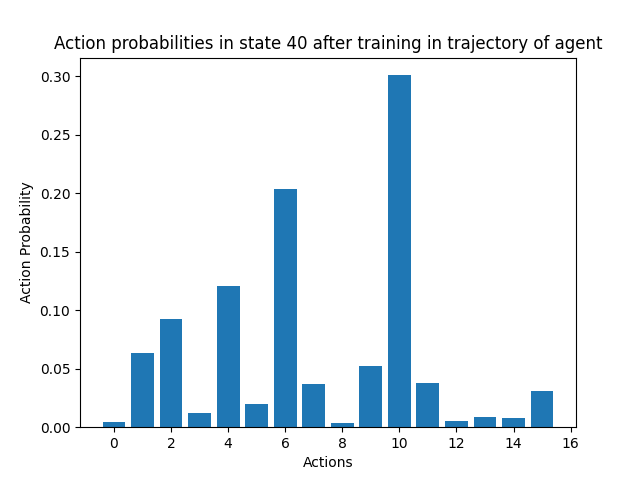 Action probabilities in state 40 after training in trajectory of agent
0.30
0.25
0.20
0.15
0.10
0.05
0.00
Action Probability
0 2 4 6 8 10 12 14 16
Actions